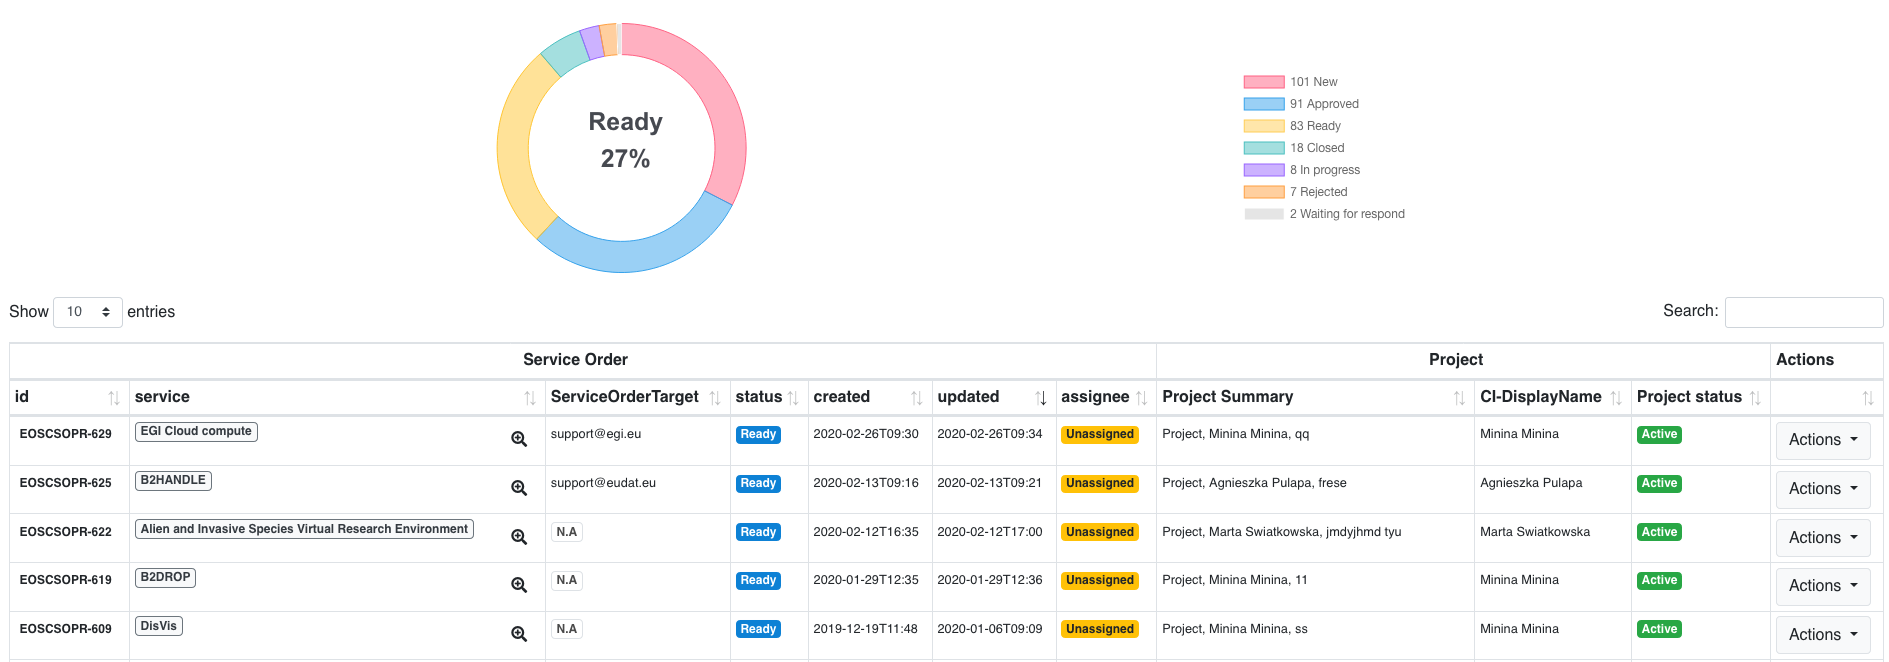 Ready
27%
101 New
91 Approved
83 Ready
18 Closed
8 In progress
7 Rejected
2 Waiting for respond
Show 10 entries Search:
Service Order Project Actions
id service ServiceOrderTarget status created updated assignee Project Summary CI-DisplayName Project status
EOSCSOPR-629 EGI Cloud compute support@egi.eu Ready 2020-02-26T09:30 2020-02-26T09:34 Unassigned Project, Minina Minina, qq Minina Minina Active Actions
EOSCSOPR-625 B2HANDLE support@eudat.eu Ready 2020-02-13T09:16 2020-02-13T09:21 Unassigned Project, Agnieszka Pulapa, frese Agnieszka Pulapa Active Actions
EOSCSOPR-622 Alien and Invasive Species Virtual Research Environment N.A Ready 2020-02-12T16:35 2020-02-12T17:00 Unassigned Project, Marta Swiatkowska, jmdyjhmd tyu Marta Swiatkowska Active Actions
EOSCSOPR-619 B2DROP N.A Ready 2020-01-29T12:35 2020-01-29T12:36 Unassigned Project, Minina Minina, 11 Minina Minina Active Actions
EOSCSOPR-609 DisVis N.A Ready 2019-12-19T11:48 2020-01-06T09:09 Unassigned Project, Minina Minina, ss Minina Minina Active Actions